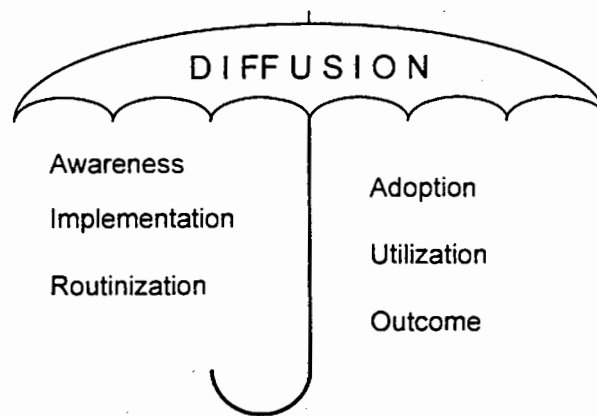 DIFFUSION
Awareness
Implementation
Routinization
Adoption
Utilization
Outcome